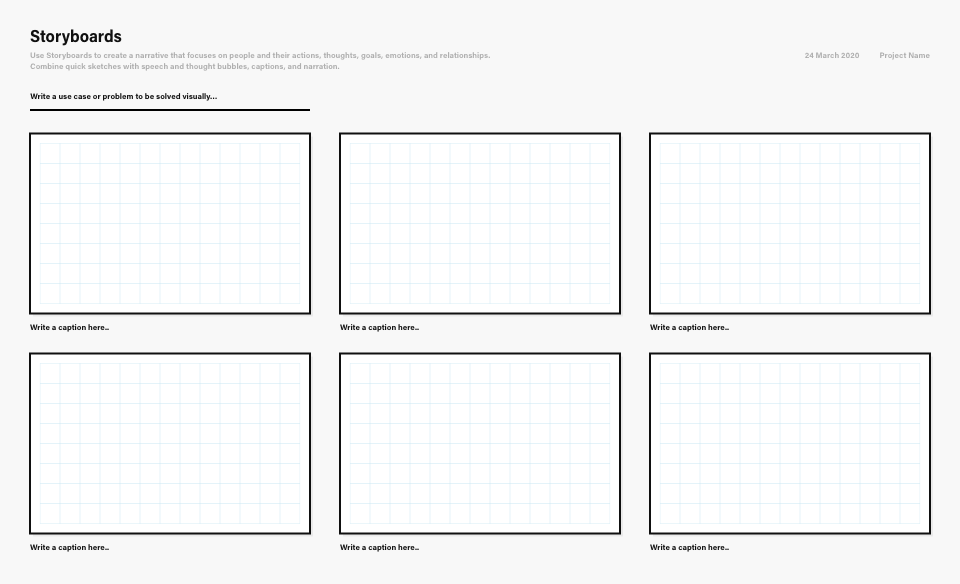 Storyboards
Use Storyboards to create a narrative that focuses on people and their actions, thoughts, goals, emotions, and relationships.
Combine quick sketches with speech and thought bubbles, captions, and narration.
24 March 2020
Project Name
Write a use case or problem to be solved visually...
Write a caption here..
Write a caption here..
Write a caption here..
Write a caption here..
Write a caption here..
Write a caption here..